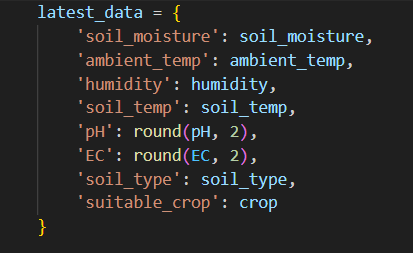 latest_data = {
    'soil_moisture': soil_moisture,
    'ambient_temp': ambient_temp,
    'humidity': humidity,
    'soil_temp': soil_temp,
    'pH': round(pH, 2),
    'EC': round(EC, 2),
    'soil_type': soil_type,
    'suitable_crop': crop
}